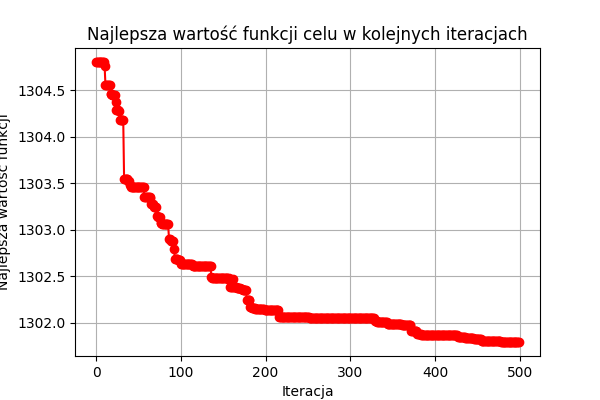 Najlepsza wartość funkcji celu w kolejnych iteracjach
Najlepsza wartość funkcji
1304.5
1304.0
1303.5
1303.0
1302.5
1302.0
0 100 200 300 400 500
Iteracja